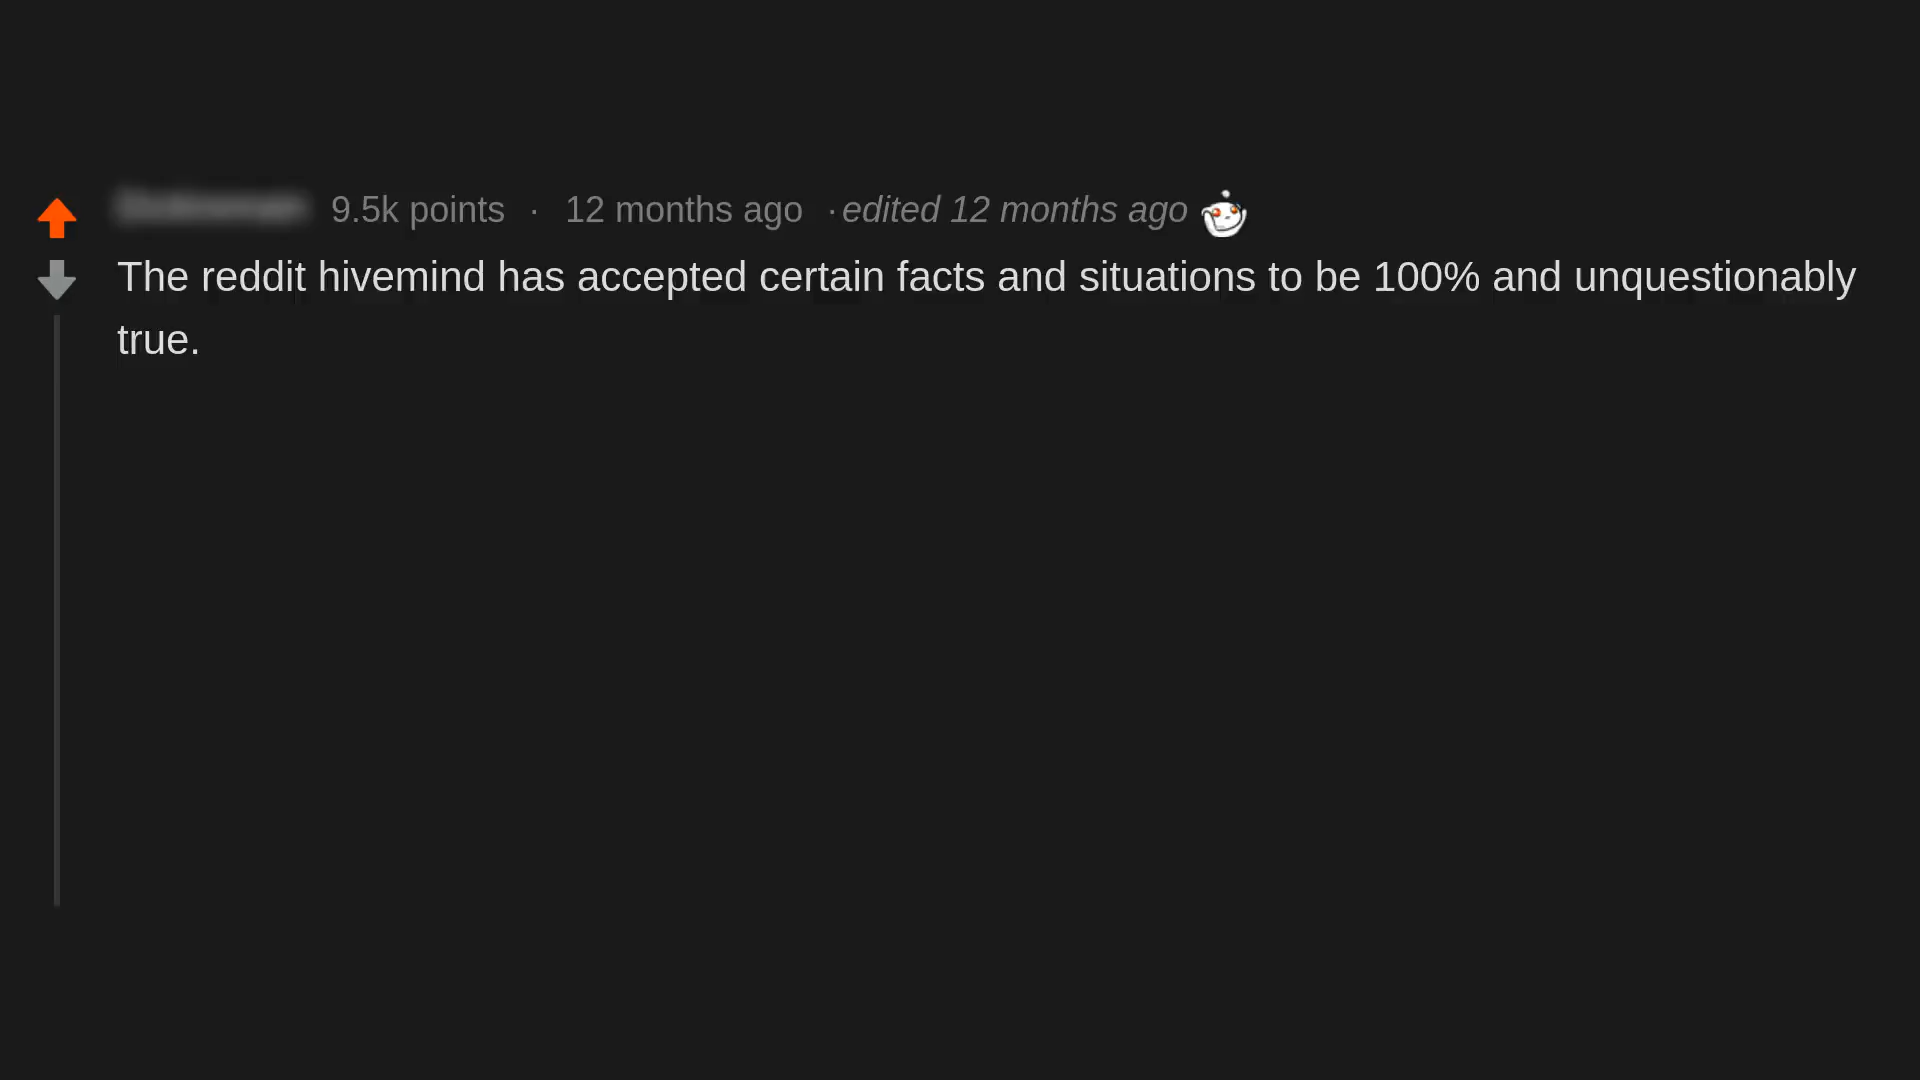 9.5k points · 12 months ago · edited 12 months ago
The reddit hivemind has accepted certain facts and situations to be 100% and unquestionably
true.